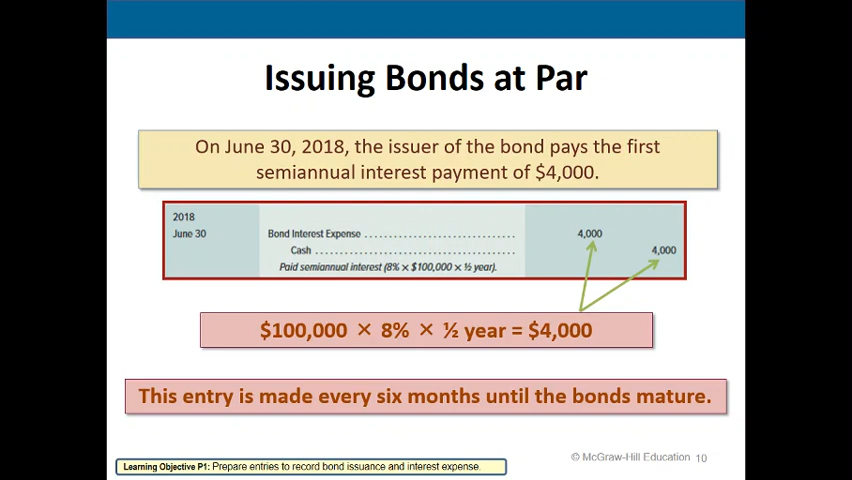 Issuing Bonds at Par
On June 30, 2018, the issuer of the bond pays the first
semiannual interest payment of $4,000.
2018
June 30 Bond Interest Expense ........................................ 4,000
Cash .................................................... 4,000
Paid semiannual interest (8% × $100,000 × ½ year).
$100,000 × 8% × ½ year = $4,000
This entry is made every six months until the bonds mature.
© McGraw-Hill Education 10
Learning Objective P1: Prepare entries to record bond issuance and interest expense.